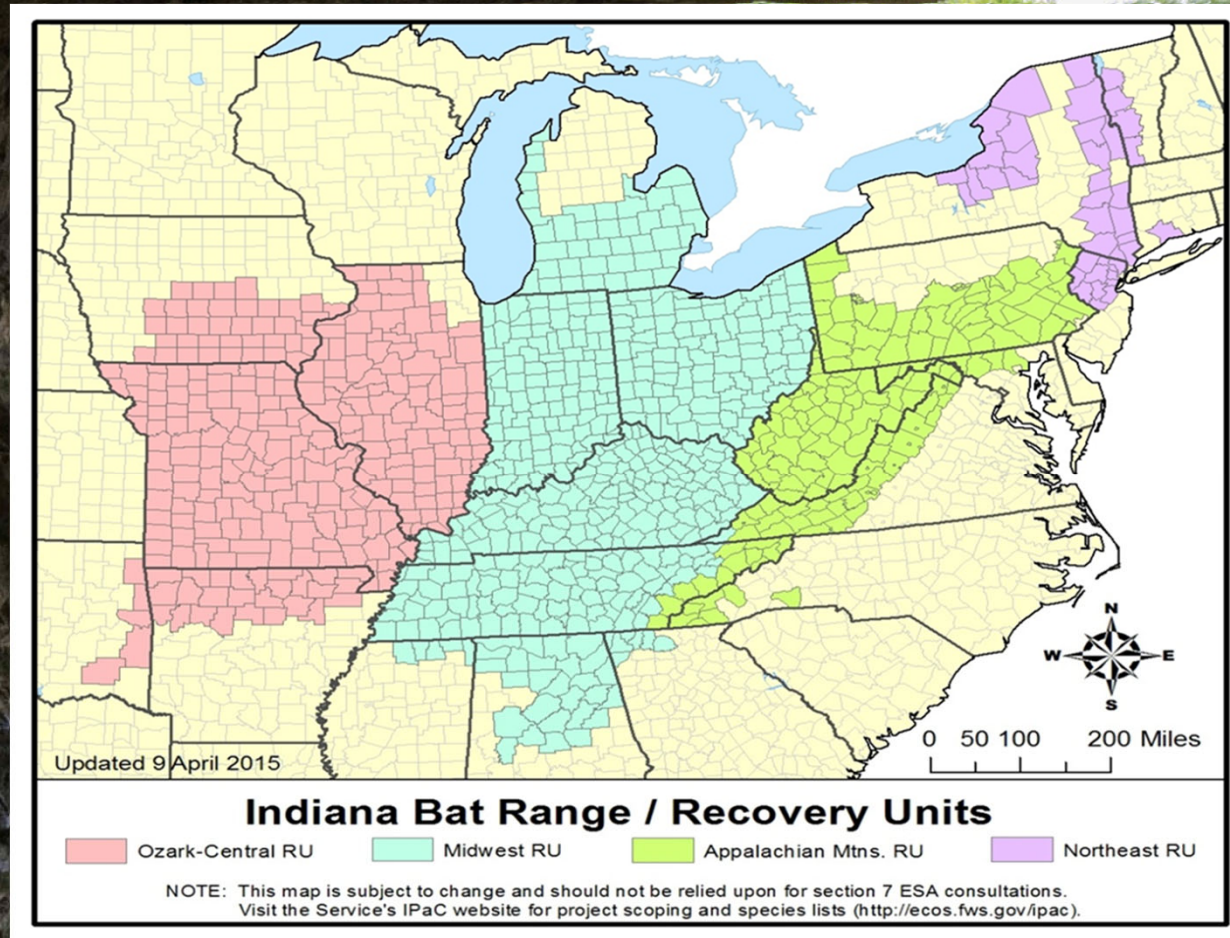 N
W E
S
0 50 100 200 Miles
Updated 9 April 2015
Indiana Bat Range / Recovery Units
Ozark-Central RU Midwest RU Appalachian Mtns. RU Northeast RU
NOTE: This map is subject to change and should not be relied upon for section 7 ESA consultations.
Visit the Service's IPaC website for project scoping and species lists (http://ecos.fws.gov/ipac).